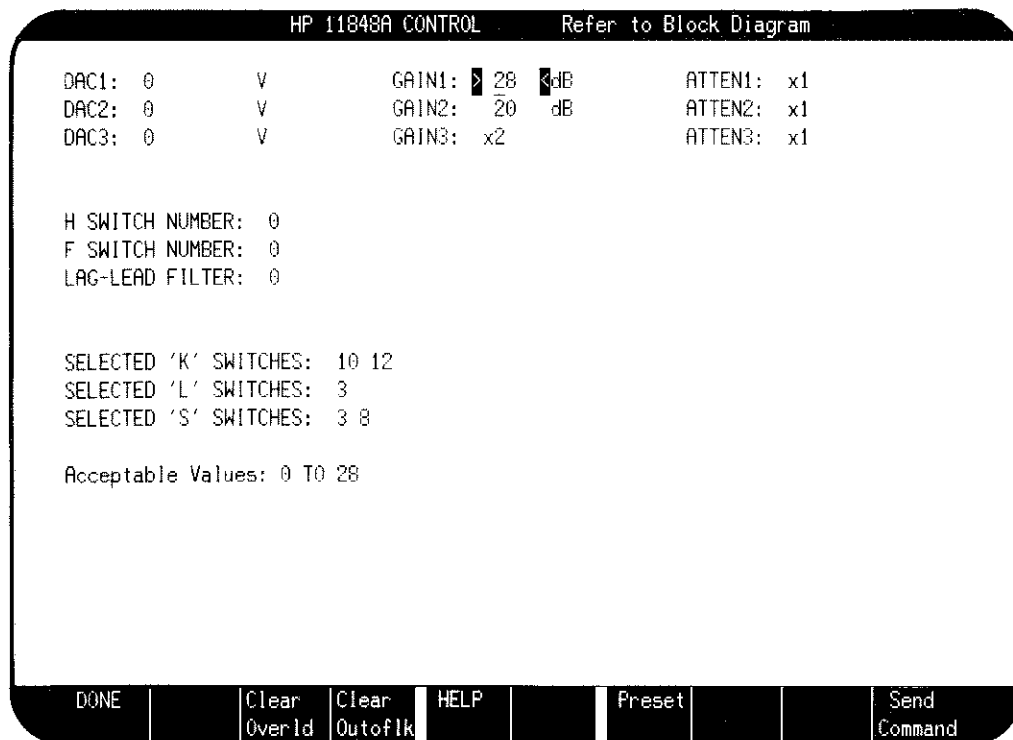 HP 11848A CONTROL Refer to Block Diagram
DAC1: 0 V GAIN1: > 28 <dB ATTEN1: x1
DAC2: 0 V GAIN2: 20 dB ATTEN2: x1
DAC3: 0 V GAIN3: x2 ATTEN3: x1
H SWITCH NUMBER: 0
F SWITCH NUMBER: 0
LAG-LEAD FILTER: 0
SELECTED 'K' SWITCHES: 10 12
SELECTED 'L' SWITCHES: 3
SELECTED 'S' SWITCHES: 3 8
Acceptable Values: 0 TO 28
DONE Clear Clear HELP Preset Send
Overld Outoflk Command